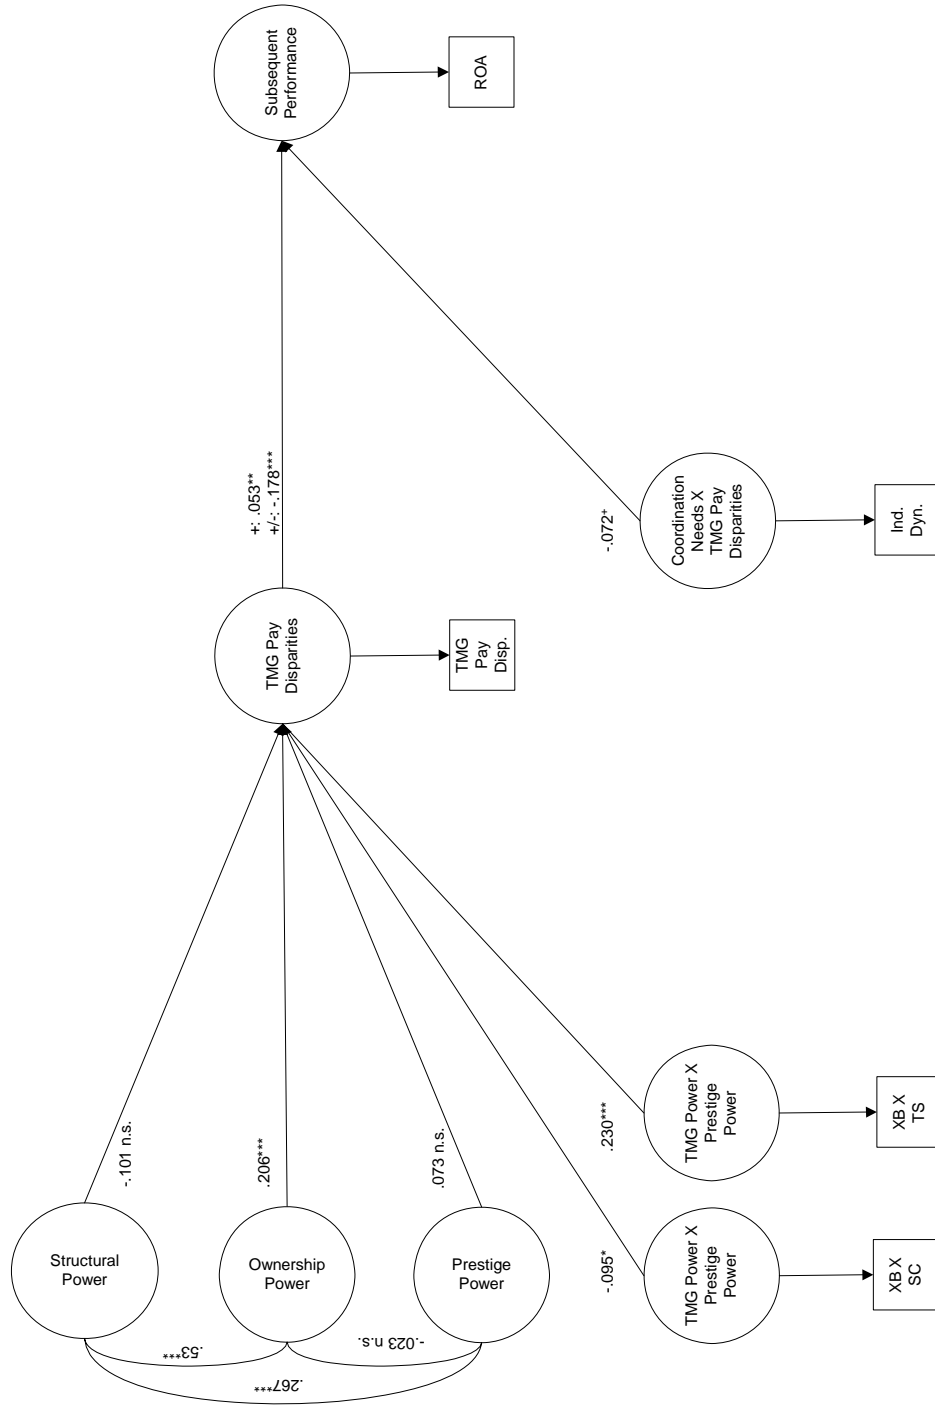 Structural
Power
Ownership
Power
Prestige
Power
.53***
-.023 n.s.
.267***
-.101 n.s.
.206***
.073 n.s.
-.095*
.230***
TMG Power X
Prestige
Power
XB X
SC
TMG Power X
Prestige
Power
XB X
TS
TMG Pay
Disparities
TMG
Pay
Disp.
+: .053**
+/-: -.178***
-.072+
Coordination
Needs X
TMG Pay
Disparities
Ind.
Dyn.
Subsequent
Performance
ROA